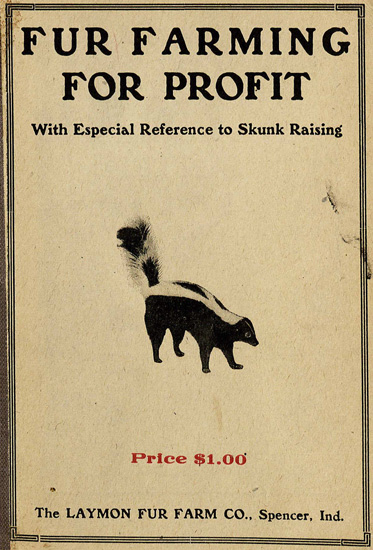 FUR FARMING
FOR PROFIT
With Especial Reference to Skunk Raising
Price $1.00
The LAYMON FUR FARM CO., Spencer, Ind.